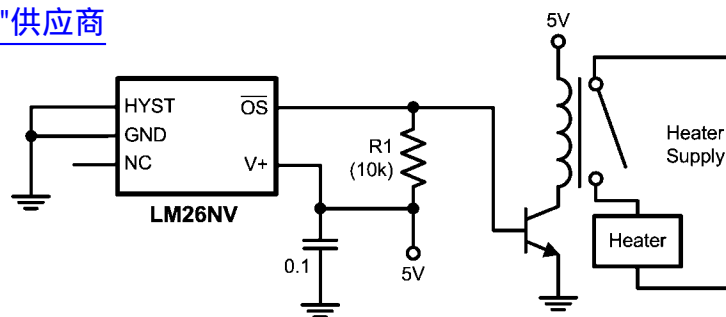 "供应商
5V
HYST
OS
GND
NC
V+
R1
(10k)
Heater
Supply
LM26NV
0.1
5V
Heater